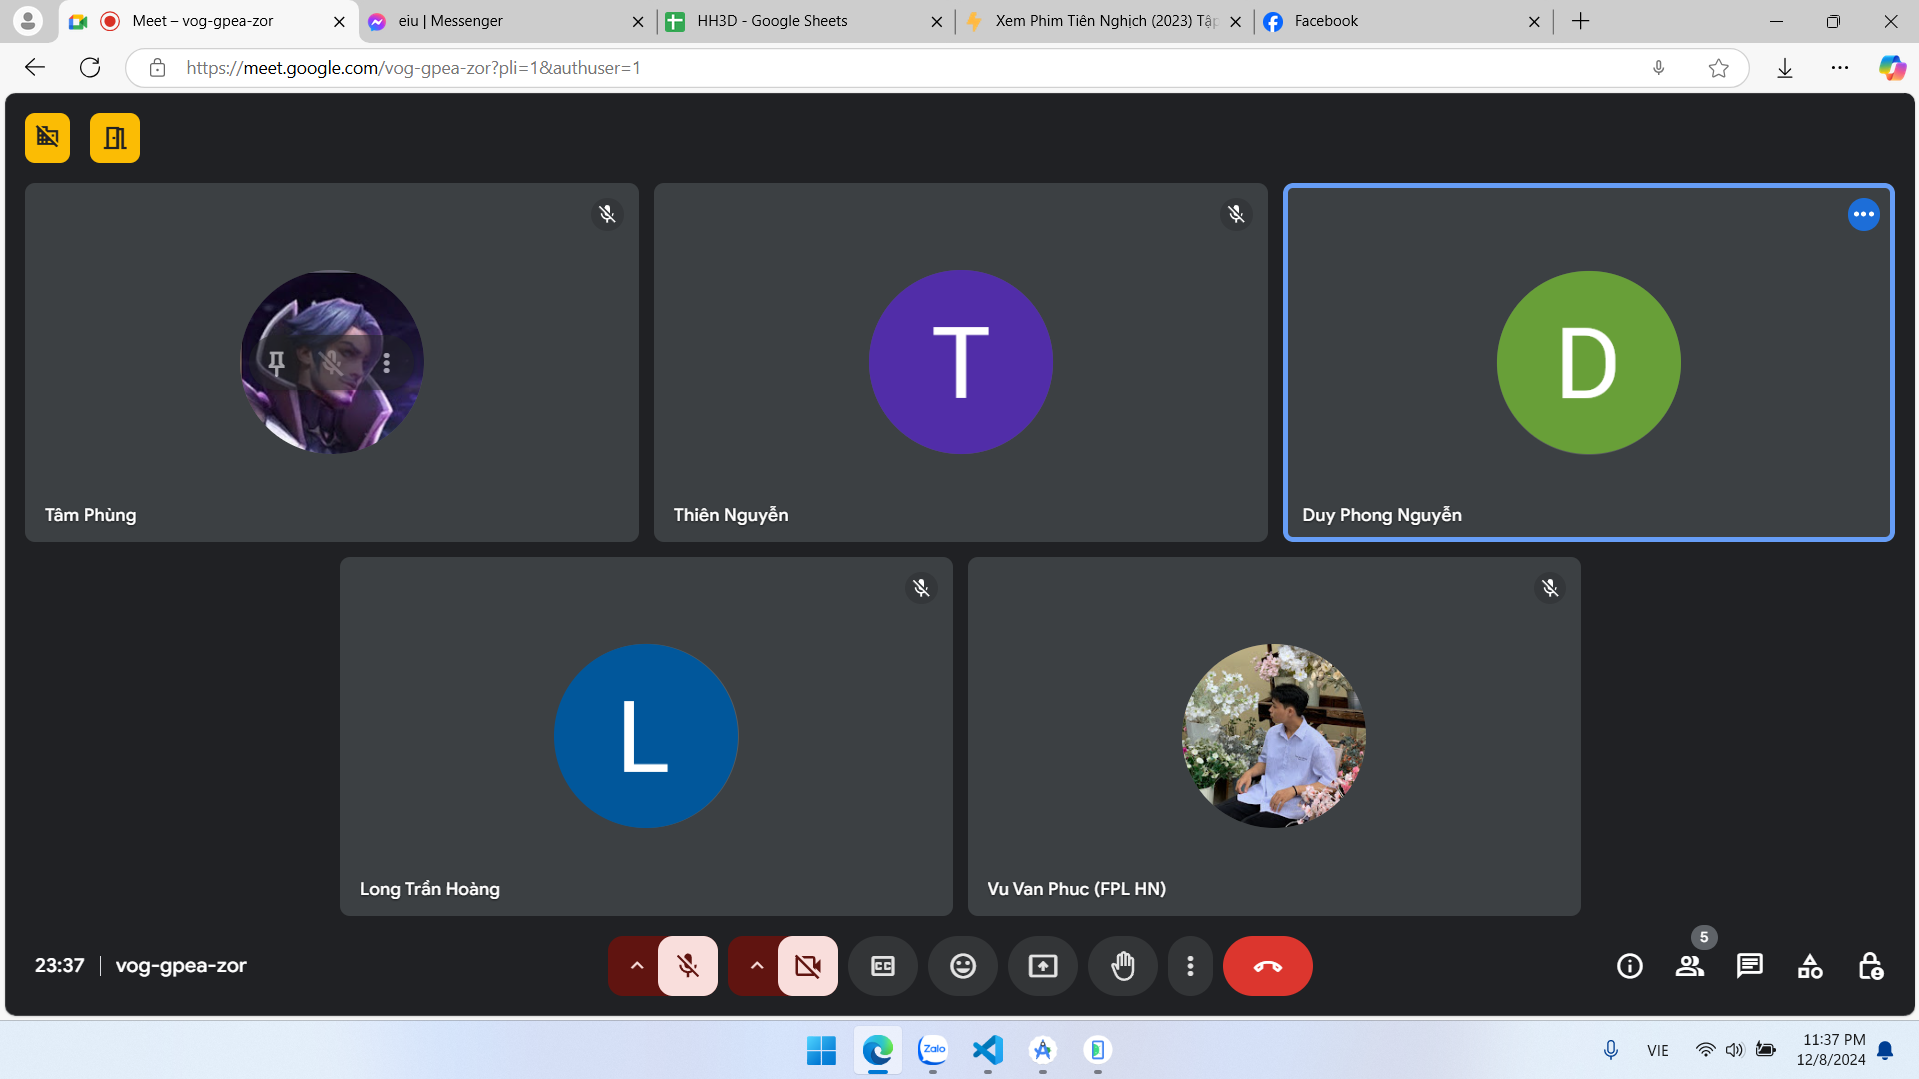 Meet – vog-gpea-zor
eiu | Messenger
HH3D - Google Sheets
Xem Phim Tiên Nghịch (2023) Tập
Facebook
https://meet.google.com/vog-gpea-zor?pli=1&authuser=1
Tâm Phùng
T
Thiên Nguyễn
D
Duy Phong Nguyễn
L
Long Trần Hoàng
Vu Van Phuc (FPL HN)
23:37 | vog-gpea-zor
CC
5
Zalo
VIE
11:37 PM
12/8/2024